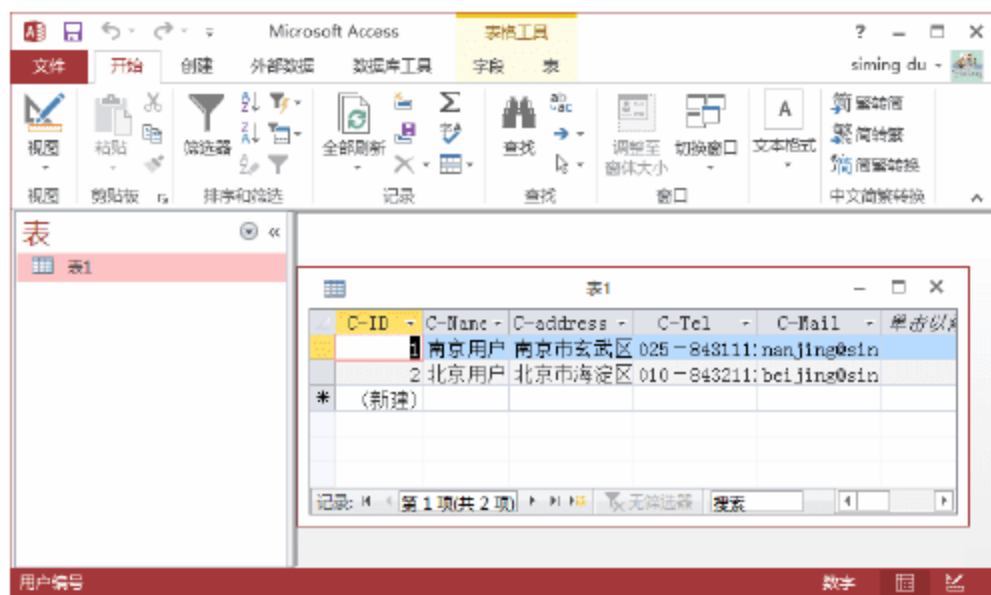 Microsoft Access 表格工具
文件 开始 创建 外部数据 数据库工具 字段 表 siming du
视图 粘贴 筛选器 全部刷新 查找 调整至窗体大小 切换窗口 文本格式 繁转简
简转繁
简繁转换
视图 剪贴板 排序和筛选 记录 查找 窗口 中文简繁转换
表
表1
表1
C-ID C-Name C-address C-Tel C-Mail 单击以
1 南京用户 南京市玄武区 025-843111 nanjing@sin
2 北京用户 北京市海淀区 010-843211 beijing@sin
(新建)
记录: 第 1 项(共 2 项) 无筛选器 搜索
用户编号 数字